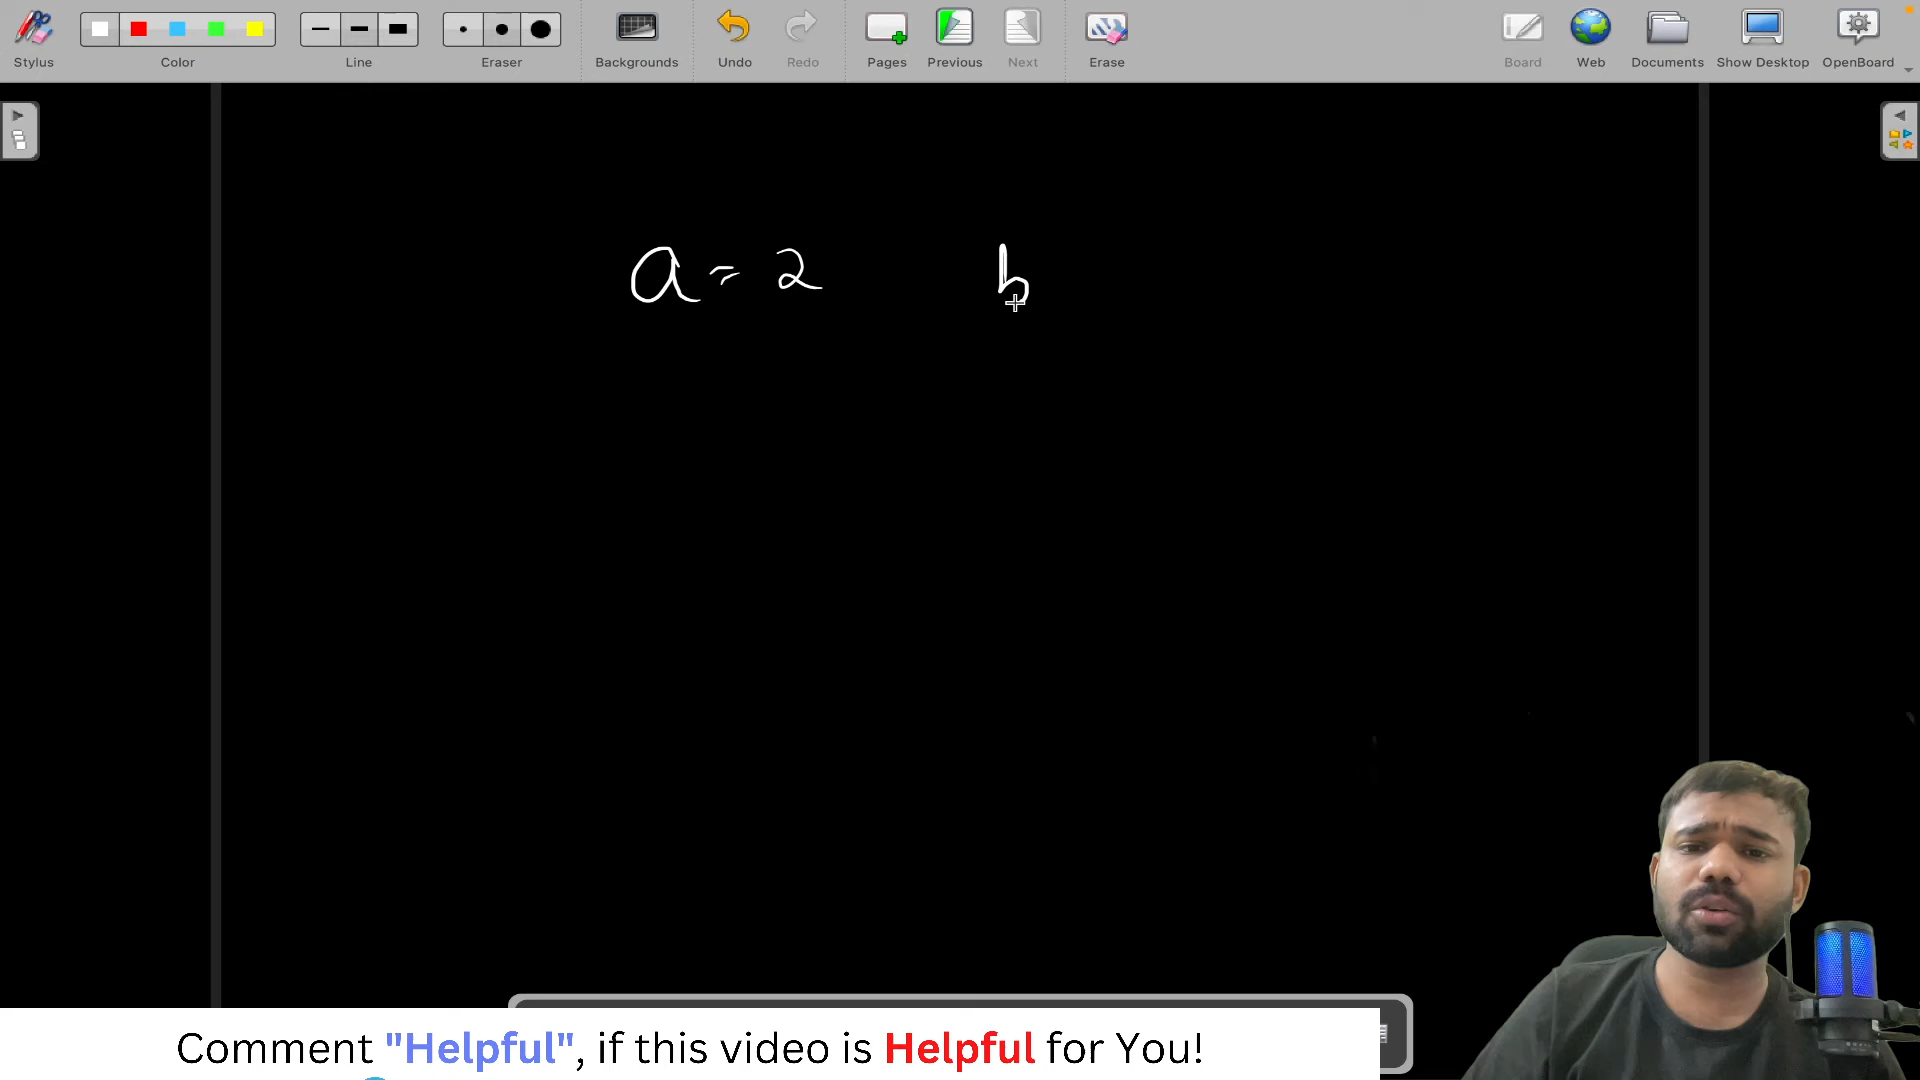 Stylus Color Line Eraser Backgrounds Undo Redo Pages Previous Next Erase Board Web Documents Show Desktop OpenBoard
a = 2 b
Comment "Helpful", if this video is Helpful for You!